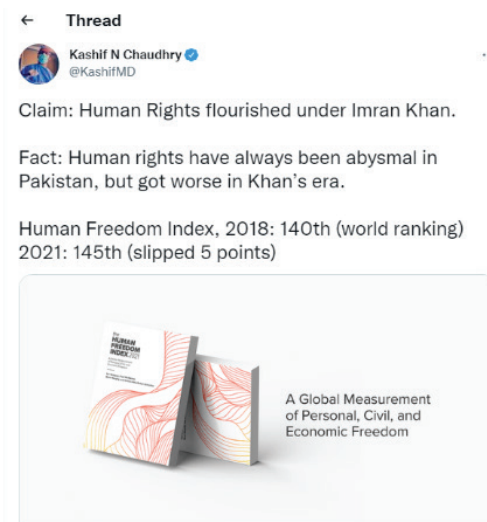 Thread
Kashif N Chaudhry
@KashifMD
Claim: Human Rights flourished under Imran Khan.
Fact: Human rights have always been abysmal in
Pakistan, but got worse in Khan's era.
Human Freedom Index, 2018: 140th (world ranking)
2021: 145th (slipped 5 points)
the
HUMAN
FREEDOM
INDEX
A Global Measurement
of Personal, Civil, and
Economic Freedom